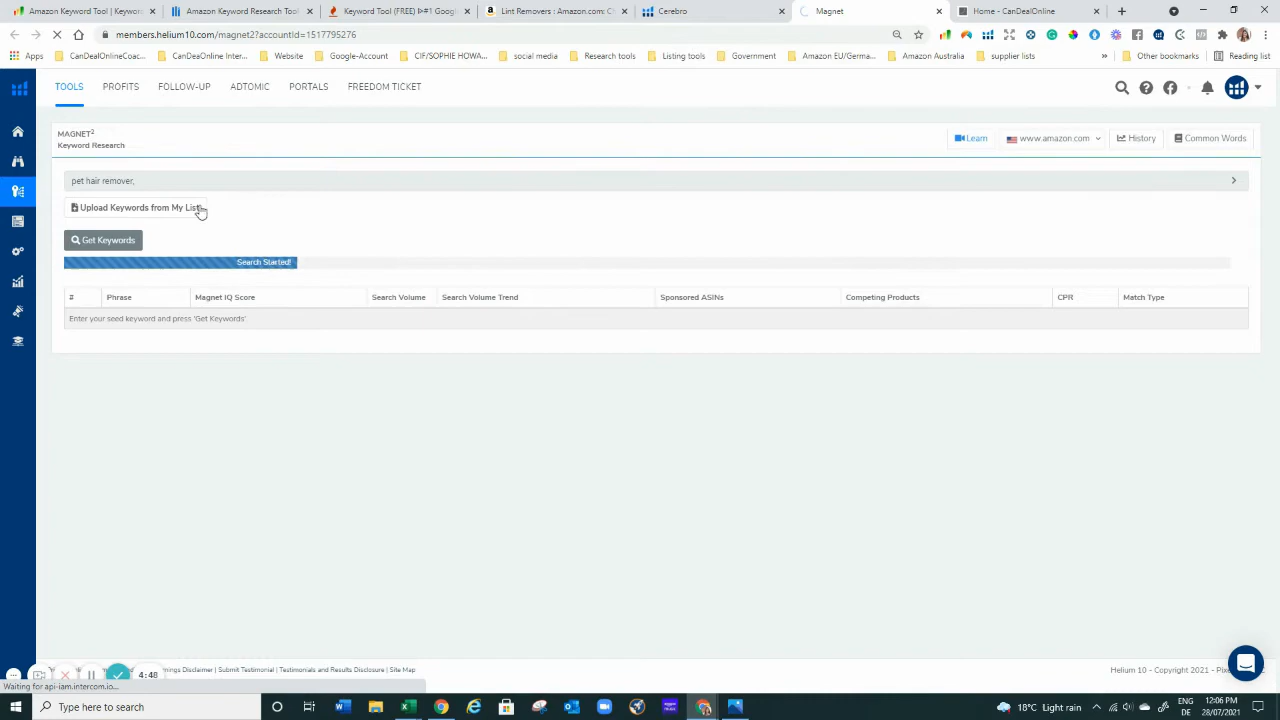 Amazon Keyword Research | K
Amazon Research Tool
Keyword Tool (FREE) ᐈ#1 Google
Lint Removers : Amazon.com: C
Cerebro
Magnet
Home - CanDealOnline
members.helium10.com/magnet2?accountId=1517795276
Apps
CanDealOnlineCoac...
CanDealOnline Inter...
Website
Google-Account
CIF/SOPHIE HOWA...
social media
Research tools
Listing tools
Government
Amazon EU/Germa...
Amazon Australia
supplier lists
»
Other bookmarks
Reading list
TOOLS
PROFITS
FOLLOW-UP
ADTOMIC
PORTALS
FREEDOM TICKET
MAGNET2
Keyword Research
Learn
www.amazon.com
History
Common Words
pet hair remover,
Upload Keywords from My List
Get Keywords
Search Started!
# Phrase Magnet IQ Score Search Volume Search Volume Trend Sponsored ASINs Competing Products CPR Match Type
Enter your seed keyword and press 'Get Keywords'.
rnings Disclaimer | Submit Testimonial | Testimonials and Results Disclosure | Site Map
Helium 10 - Copyright 2021 - Pix
4:48
Waiting for api-iam.intercom.io...
Type here to search
18°C Light rain
ENG
DE
12:06 PM
28/07/2021